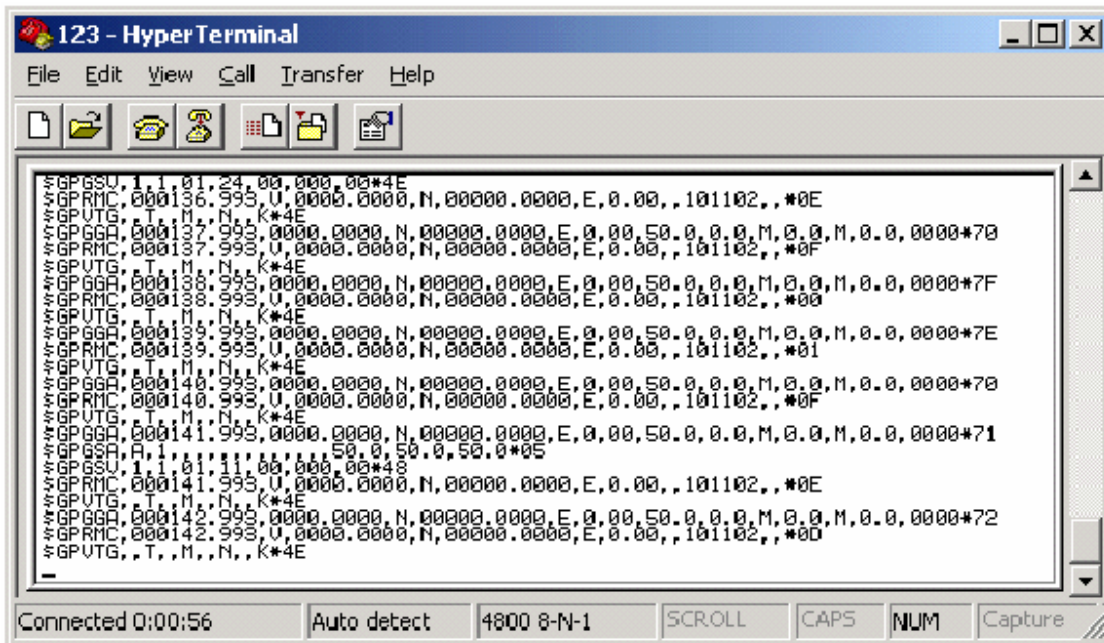 123 - HyperTerminal
File Edit View Call Transfer Help
$GPGSV,1,1,01,24,00,000,00*4E
$GPRMC,000136.993,V,0000.0000,N,00000.0000,E,0.00,,101102,,*0E
$GPVTG,,T,,M,,N,,K*4E
$GPGGA,000137.993,0000.0000,N,00000.0000,E,0,00,50.0,0.0,M,0.0,M,0.0,0000*70
$GPRMC,000137.993,V,0000.0000,N,00000.0000,E,0.00,,101102,,*0F
$GPVTG,,T,,M,,N,,K*4E
$GPGGA,000138.993,0000.0000,N,00000.0000,E,0,00,50.0,0.0,M,0.0,M,0.0,0000*7F
$GPRMC,000138.993,V,0000.0000,N,00000.0000,E,0.00,,101102,,*00
$GPVTG,,T,,M,,N,,K*4E
$GPGGA,000139.993,0000.0000,N,00000.0000,E,0,00,50.0,0.0,M,0.0,M,0.0,0000*7E
$GPRMC,000139.993,V,0000.0000,N,00000.0000,E,0.00,,101102,,*01
$GPVTG,,T,,M,,N,,K*4E
$GPGGA,000140.993,0000.0000,N,00000.0000,E,0,00,50.0,0.0,M,0.0,M,0.0,0000*70
$GPRMC,000140.993,V,0000.0000,N,00000.0000,E,0.00,,101102,,*0F
$GPVTG,,T,,M,,N,,K*4E
$GPGGA,000141.993,0000.0000,N,00000.0000,E,0,00,50.0,0.0,M,0.0,M,0.0,0000*71
$GPGSA,A,1,,,,,,,,,,,,,50.0,50.0,50.0*05
$GPGSV,1,1,01,11,00,000,00*48
$GPRMC,000141.993,V,0000.0000,N,00000.0000,E,0.00,,101102,,*0E
$GPVTG,,T,,M,,N,,K*4E
$GPGGA,000142.993,0000.0000,N,00000.0000,E,0,00,50.0,0.0,M,0.0,M,0.0,0000*72
$GPRMC,000142.993,V,0000.0000,N,00000.0000,E,0.00,,101102,,*0D
$GPVTG,,T,,M,,N,,K*4E
Connected 0:00:56 Auto detect 4800 8-N-1 SCROLL CAPS NUM Capture